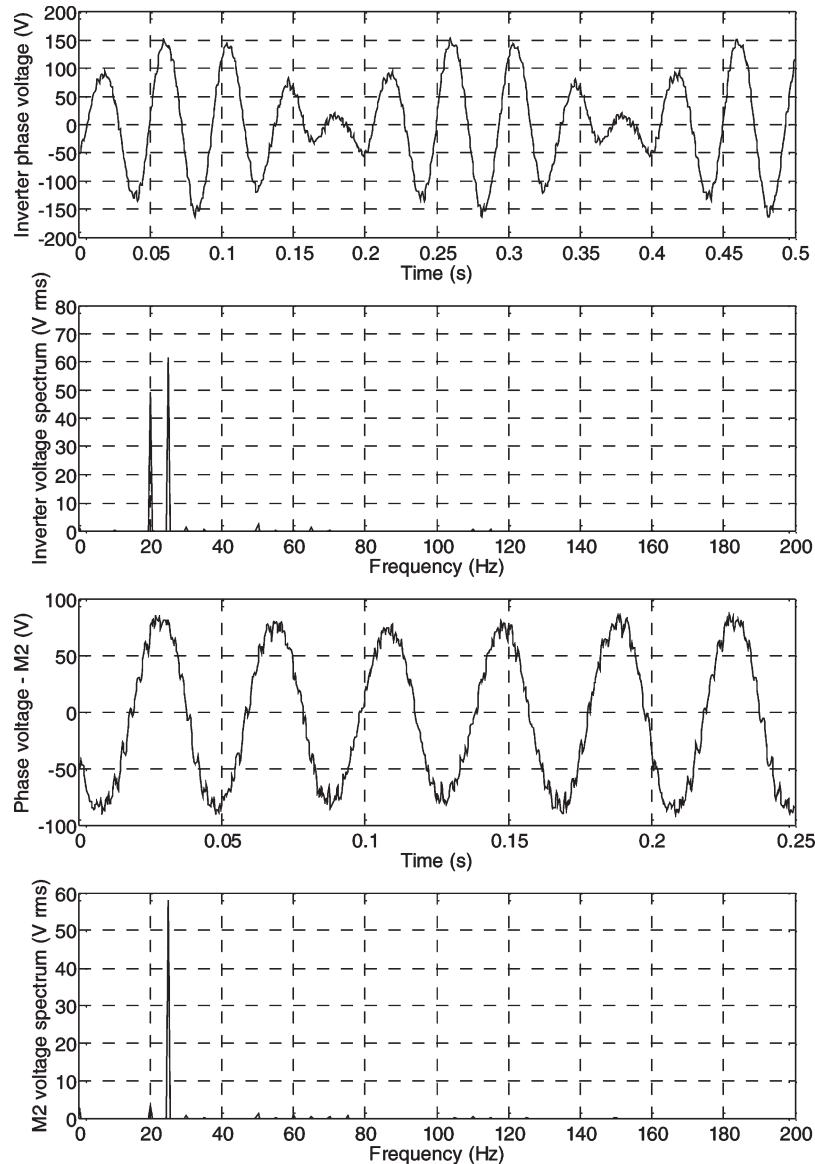 Inverter phase voltage (V)
200
150
100
50
0
-50
-100
-150
-200
0 0.05 0.1 0.15 0.2 0.25 0.3 0.35 0.4 0.45 0.5
Time (s)
Inverter voltage spectrum (V rms)
80
70
60
50
40
30
20
10
0
0 20 40 60 80 100 120 140 160 180 200
Frequency (Hz)
Phase voltage - M2 (V)
100
50
0
-50
-100
0 0.05 0.1 0.15 0.2 0.25
Time (s)
M2 voltage spectrum (V rms)
60
50
40
30
20
10
0
0 20 40 60 80 100 120 140 160 180 200
Frequency (Hz)